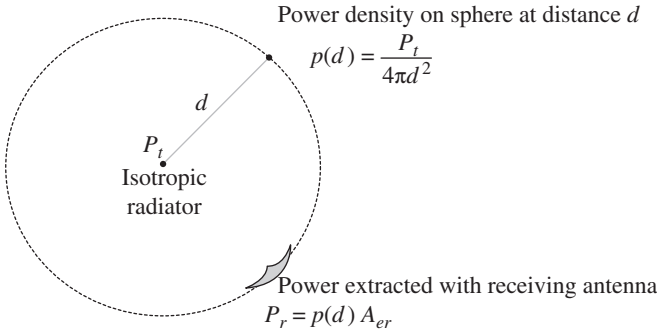 Power density on sphere at distance d
p(d) = P_t / 4πd^2
d
P_t
Isotropic
radiator
Power extracted with receiving antenna
P_r = p(d) A_er